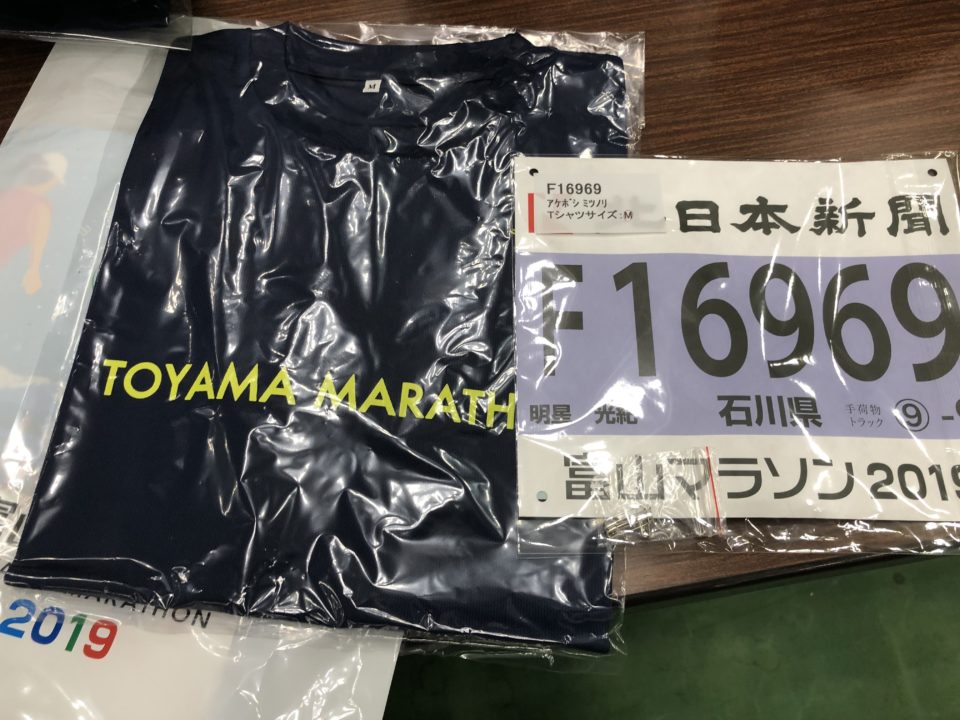 M
TOYAMA MARATH
MARATHON
2019
F16969
アケボシ ミツノリ
Tシャツサイズ:M
日本新聞
F16969
明星 光紀
石川県
手荷物
トラック
⑨-
富山マラソン2019